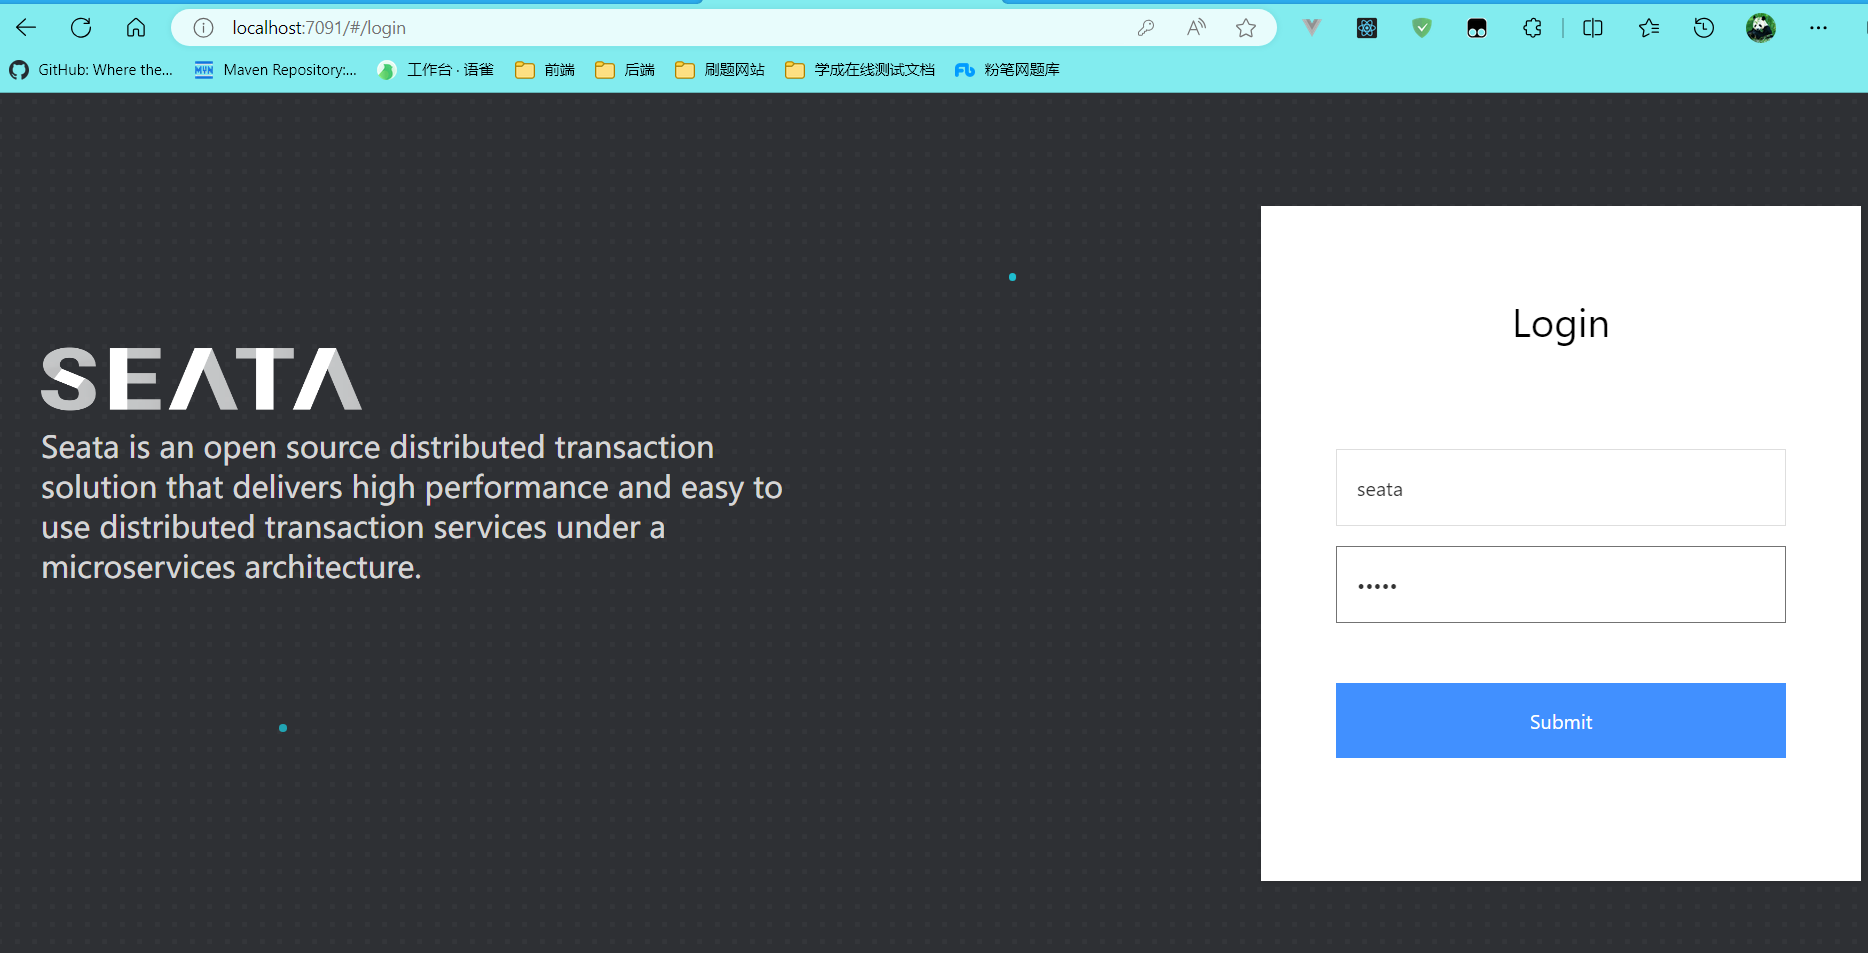 localhost:7091/#/login
GitHub: Where the... Maven Repository:... 工作台 · 语雀 前端 后端 刷题网站 学成在线测试文档 粉笔网题库
SEATA
Seata is an open source distributed transaction
solution that delivers high performance and easy to
use distributed transaction services under a
microservices architecture.
Login
seata
•••••
Submit